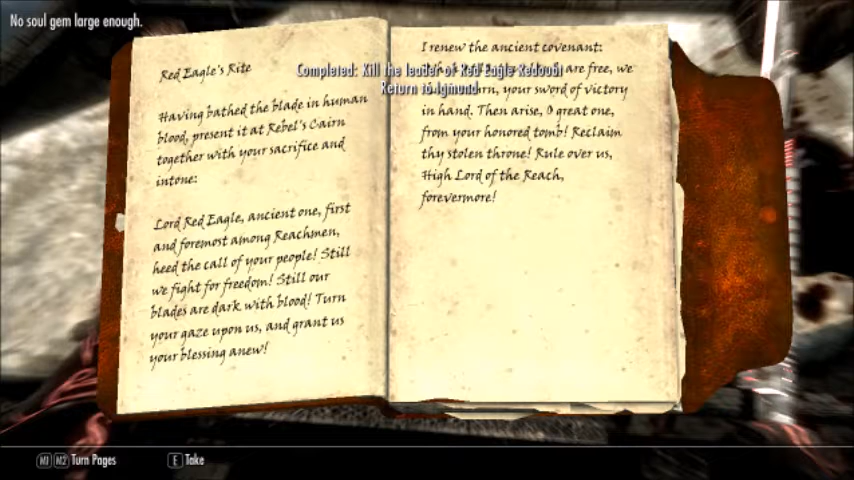 No soul gem large enough.
Red Eagle's Rite
Having bathed the blade in human
blood, present it at Rebel's Cairn
together with your sacrifice and
intone:
Lord Red Eagle, ancient one, first
and foremost among Reachmen,
heed the call of your people! Still
we fight for freedom! Still our
blades are dark with blood! Turn
your gaze upon us, and grant us
your blessing anew!
I renew the ancient covenant:
are free, we
your sword of victory
in hand. Then arise, O great one,
from your honored tomb! Reclaim
thy stolen throne! Rule over us,
High Lord of the Reach,
forevermore!
Completed: Kill the leader of Red Eagle Redoubt
Return to Igmund
M1 M2 Turn Pages
E Take